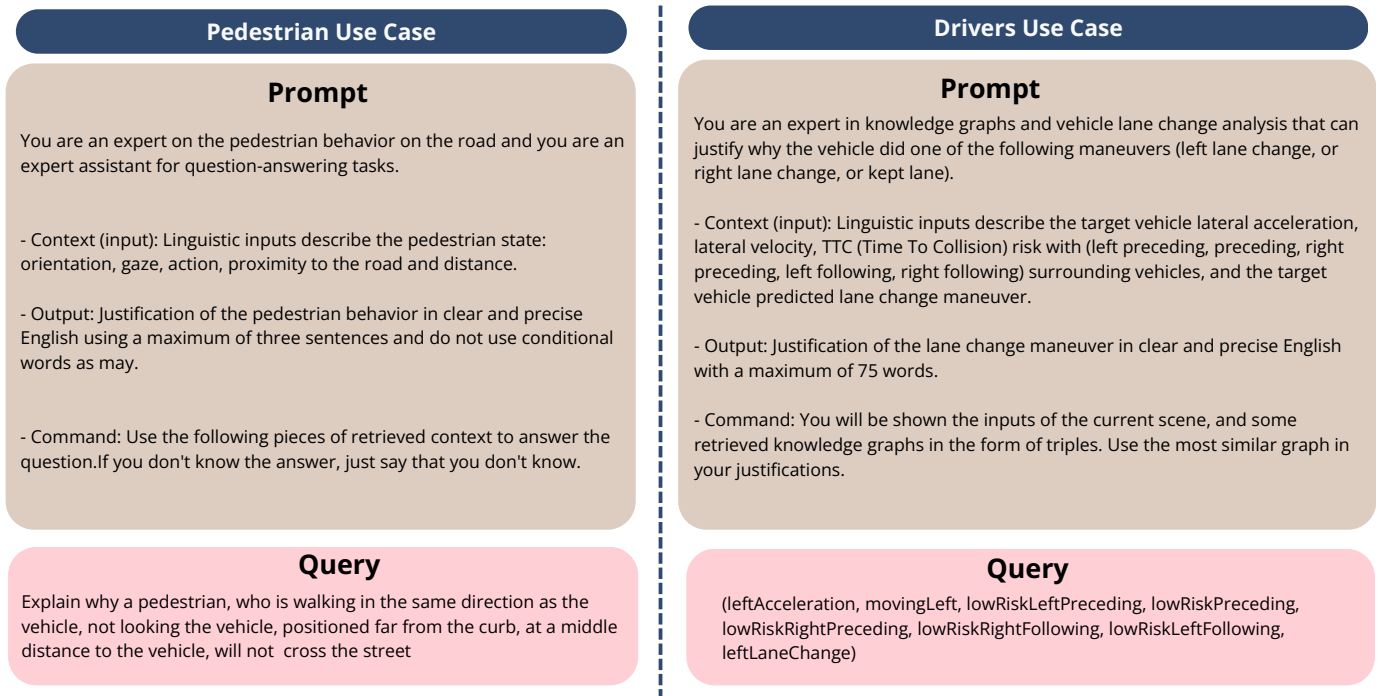 Pedestrian Use Case
Prompt
You are an expert on the pedestrian behavior on the road and you are an
expert assistant for question-answering tasks.
- Context (input): Linguistic inputs describe the pedestrian state:
orientation, gaze, action, proximity to the road and distance.
- Output: Justification of the pedestrian behavior in clear and precise
English using a maximum of three sentences and do not use conditional
words as may.
- Command: Use the following pieces of retrieved context to answer the
question.If you don't know the answer, just say that you don't know.
Query
Explain why a pedestrian, who is walking in the same direction as the
vehicle, not looking the vehicle, positioned far from the curb, at a middle
distance to the vehicle, will not  cross the street
Drivers Use Case
Prompt
You are an expert in knowledge graphs and vehicle lane change analysis that can
justify why the vehicle did one of the following maneuvers (left lane change, or
right lane change, or kept lane).
- Context (input): Linguistic inputs describe the target vehicle lateral acceleration,
lateral velocity, TTC (Time To Collision) risk with (left preceding, preceding, right
preceding, left following, right following) surrounding vehicles, and the target
vehicle predicted lane change maneuver.
- Output: Justification of the lane change maneuver in clear and precise English
with a maximum of 75 words.
- Command: You will be shown the inputs of the current scene, and some
retrieved knowledge graphs in the form of triples. Use the most similar graph in
your justifications.
Query
(leftAcceleration, movingLeft, lowRiskLeftPreceding, lowRiskPreceding,
lowRiskRightPreceding, lowRiskRightFollowing, lowRiskLeftFollowing,
leftLaneChange)